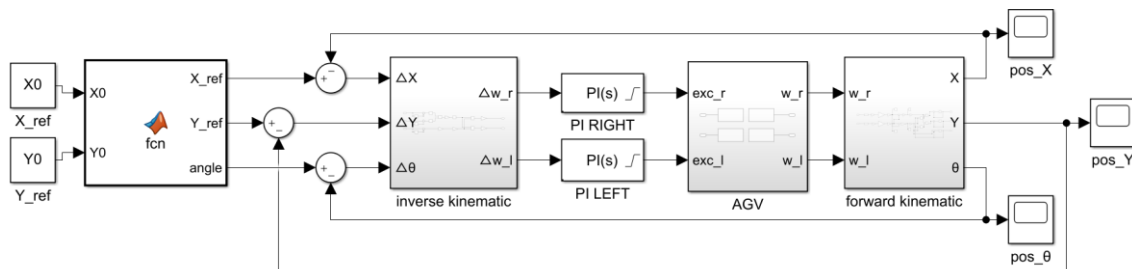 X0
X_ref
Y0
Y_ref
X0
Y0
fcn
X_ref
Y_ref
angle
+ −
+ −
+ −
ΔX
ΔY
Δθ
Δw_r
Δw_l
inverse kinematic
PI(s)
PI RIGHT
PI(s)
PI LEFT
exc_r
exc_l
w_r
w_l
AGV
w_r
w_l
X
Y
θ
forward kinematic
pos_X
pos_Y
pos_θ